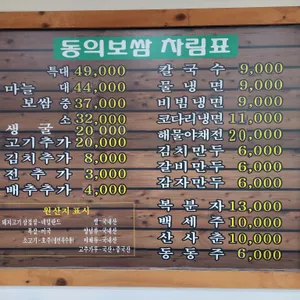 동의보쌈 차림표
특대 49,000
마늘 대 44,000
보쌈 중 37,000
소 32,000
생굴 20,000
고기추가 20,000
김치추가 8,000
전추가 3,000
배추추가 4,000
칼국수 9,000
물냉면 9,000
비빔냉면 9,000
코다리냉면 11,000
해물야채전 20,000
김치만두 6,000
갈비만두 6,000
감자만두 6,000
복분자 13,000
백세주 10,000
산사춘 10,000
동동주 6,000
원산지 표시
쌀-국내산